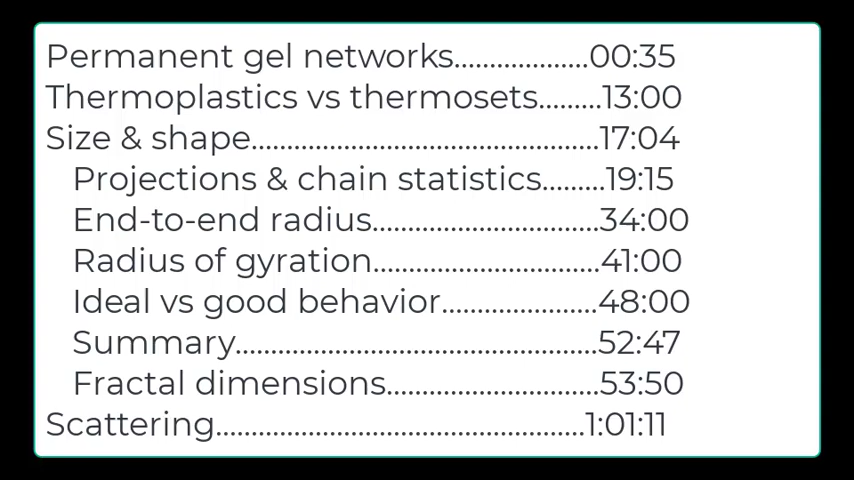 Permanent gel networks...................00:35
Thermoplastics vs thermosets.........13:00
Size & shape.................................................17:04
Projections & chain statistics.........19:15
End-to-end radius................................34:00
Radius of gyration................................41:00
Ideal vs good behavior......................48:00
Summary...................................................52:47
Fractal dimensions..............................53:50
Scattering....................................................1:01:11